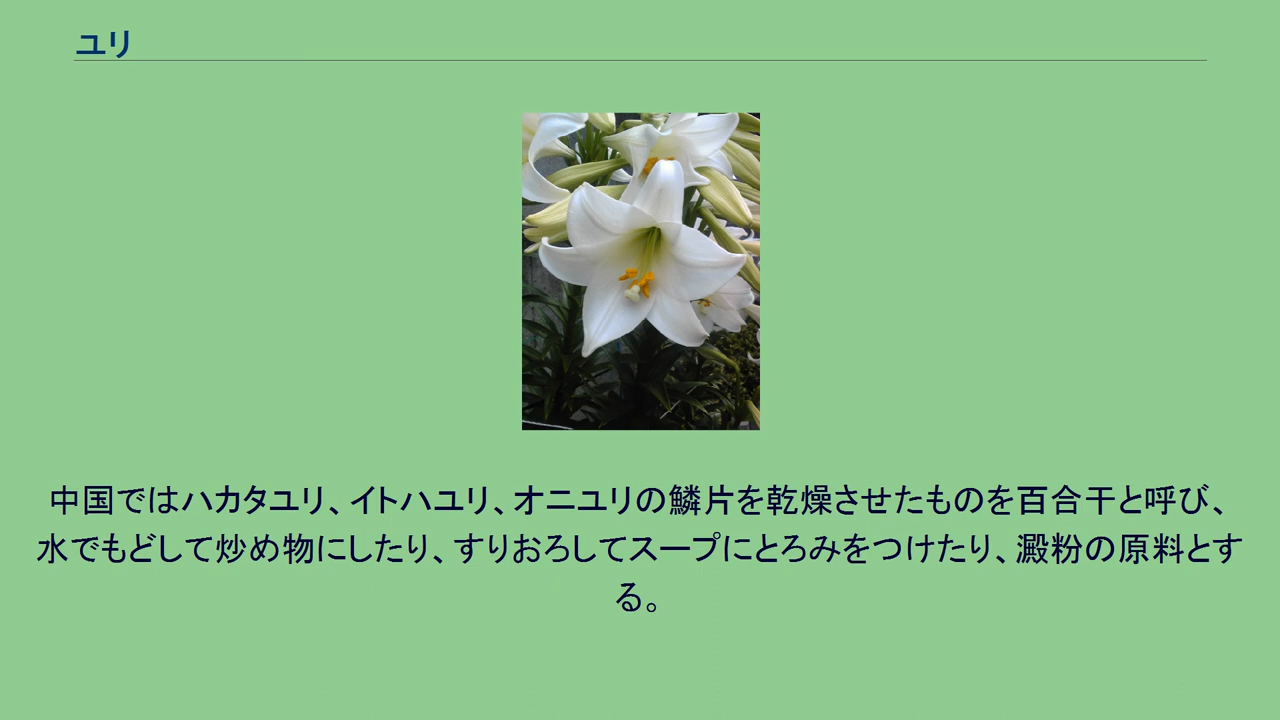 ユリ
中国ではハカタユリ、イトハユリ、オニユリの鱗片を乾燥させたものを百合干と呼び、
水でもどして炒め物にしたり、すりおろしてスープにとろみをつけたり、澱粉の原料とす
る。